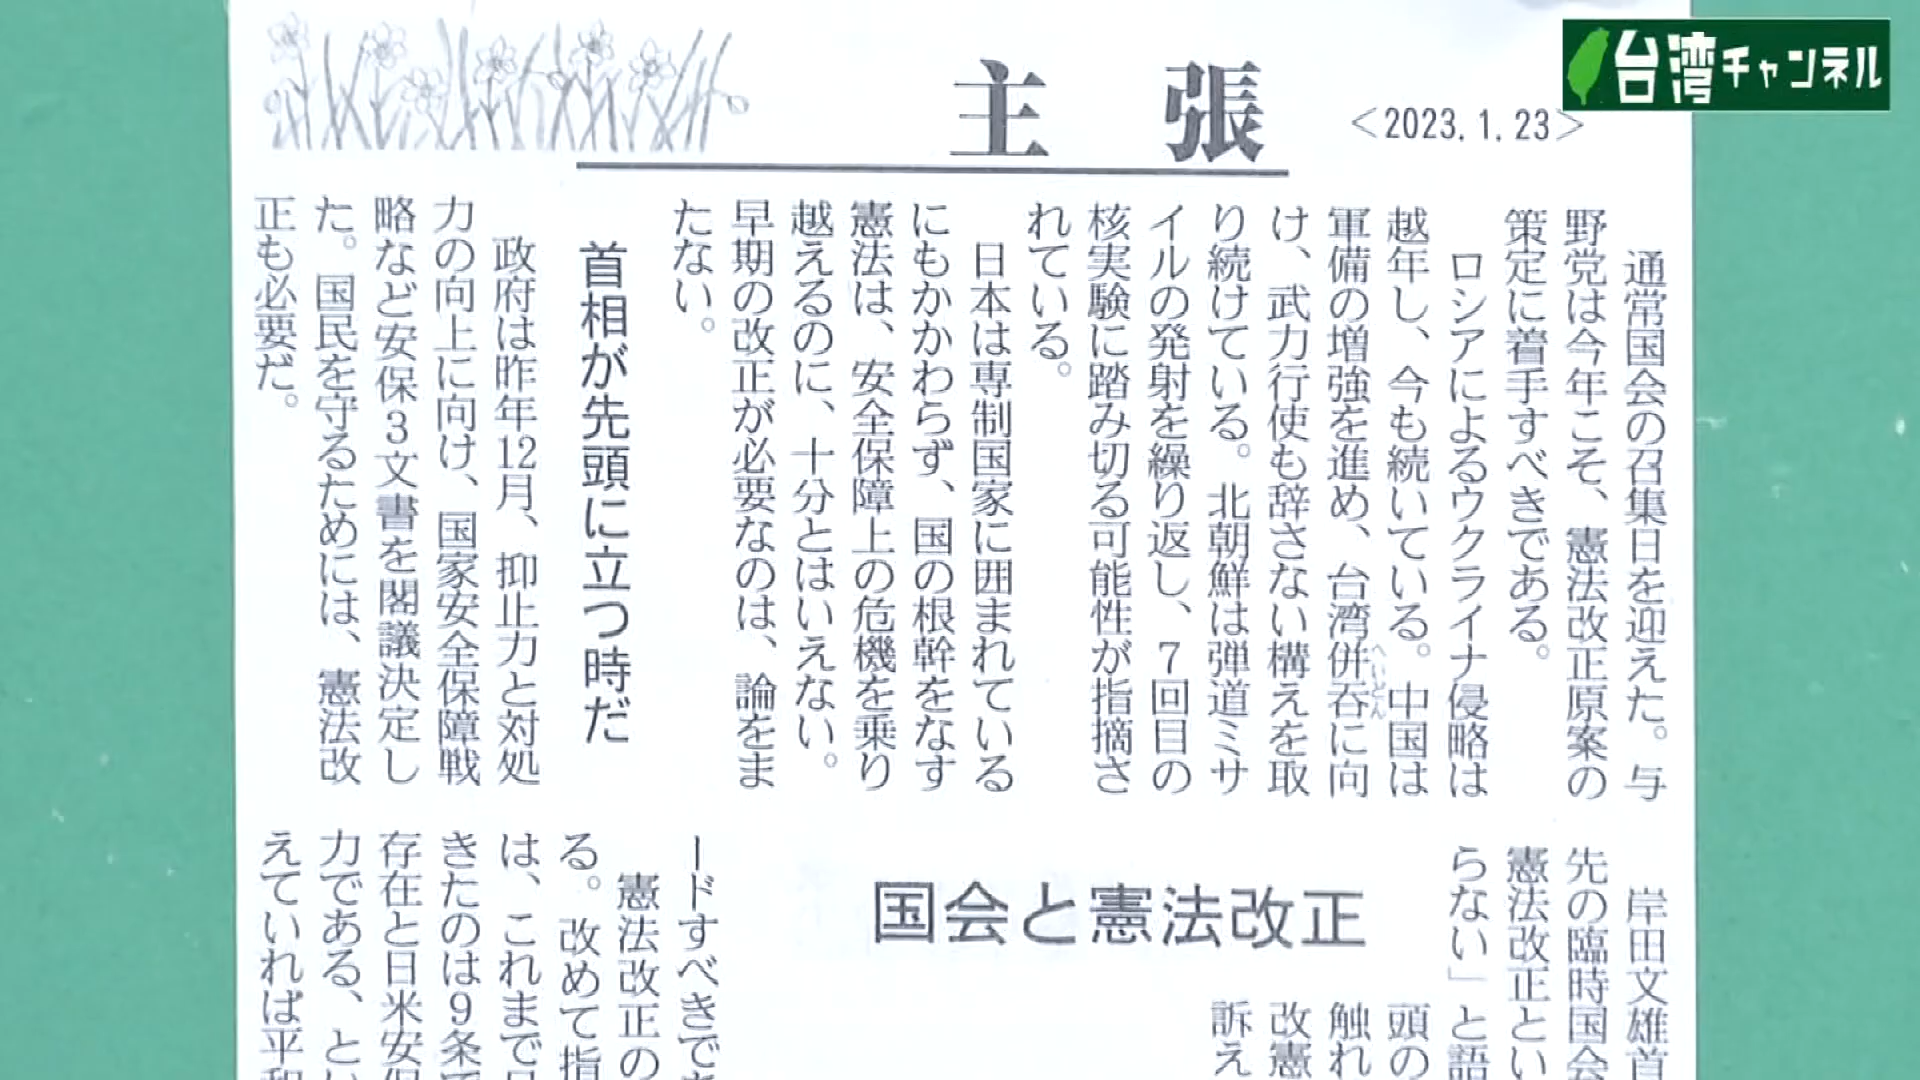 台湾チャンネル
主張
<2023.1.23>
通常国会の召集日を迎えた。与
野党は今年こそ、憲法改正原案の
策定に着手すべきである。
ロシアによるウクライナ侵略は
越年し、今も続いている。中国は
軍備の増強を進め、台湾併呑に向
へいどん
け、武力行使も辞さない構えを取
り続けている。北朝鮮は弾道ミサ
イルの発射を繰り返し、7回目の
核実験に踏み切る可能性が指摘さ
れている。
日本は専制国家に囲まれている
にもかかわらず、国の根幹をなす
憲法は、安全保障上の危機を乗り
越えるのに、十分とはいえない。
早期の改正が必要なのは、論をま
たない。
首相が先頭に立つ時だ
政府は昨年12月、抑止力と対処
力の向上に向け、国家安全保障戦
略など安保3文書を閣議決定し
た。国民を守るためには、憲法改
正も必要だ。
岸田文雄首
先の臨時国会
憲法改正とい
らない」と語
頭の
触れ
改憲
訴え
国会と憲法改正
ードすべきで
憲法改正の
る。改めて指
は、これまで
きたのは9条
存在と日米安保
力である、とい
えていれば平和